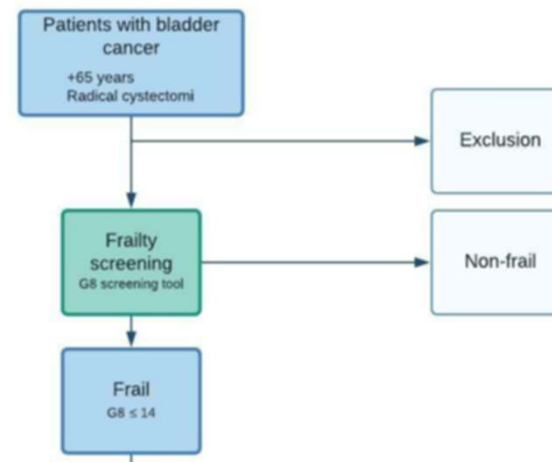 Patients with bladder
cancer
+65 years
Radical cystectomi
Exclusion
Frailty
screening
G8 screening tool
Non-frail
Frail
G8 ≤ 14